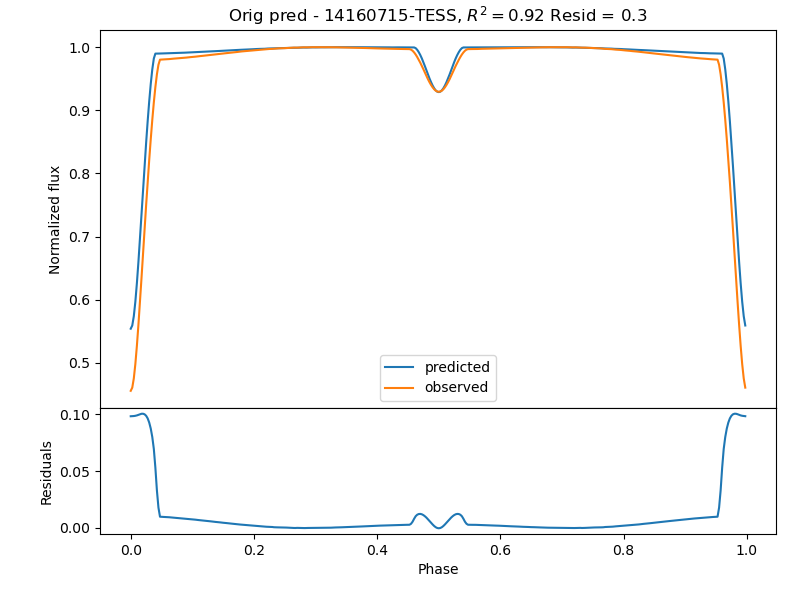 Orig pred - 14160715-TESS, R² = 0.92 Resid = 0.3
Normalized flux
1.0
0.9
0.8
0.7
0.6
0.5
predicted
observed
Residuals
0.10
0.05
0.00
0.0 0.2 0.4 0.6 0.8 1.0
Phase